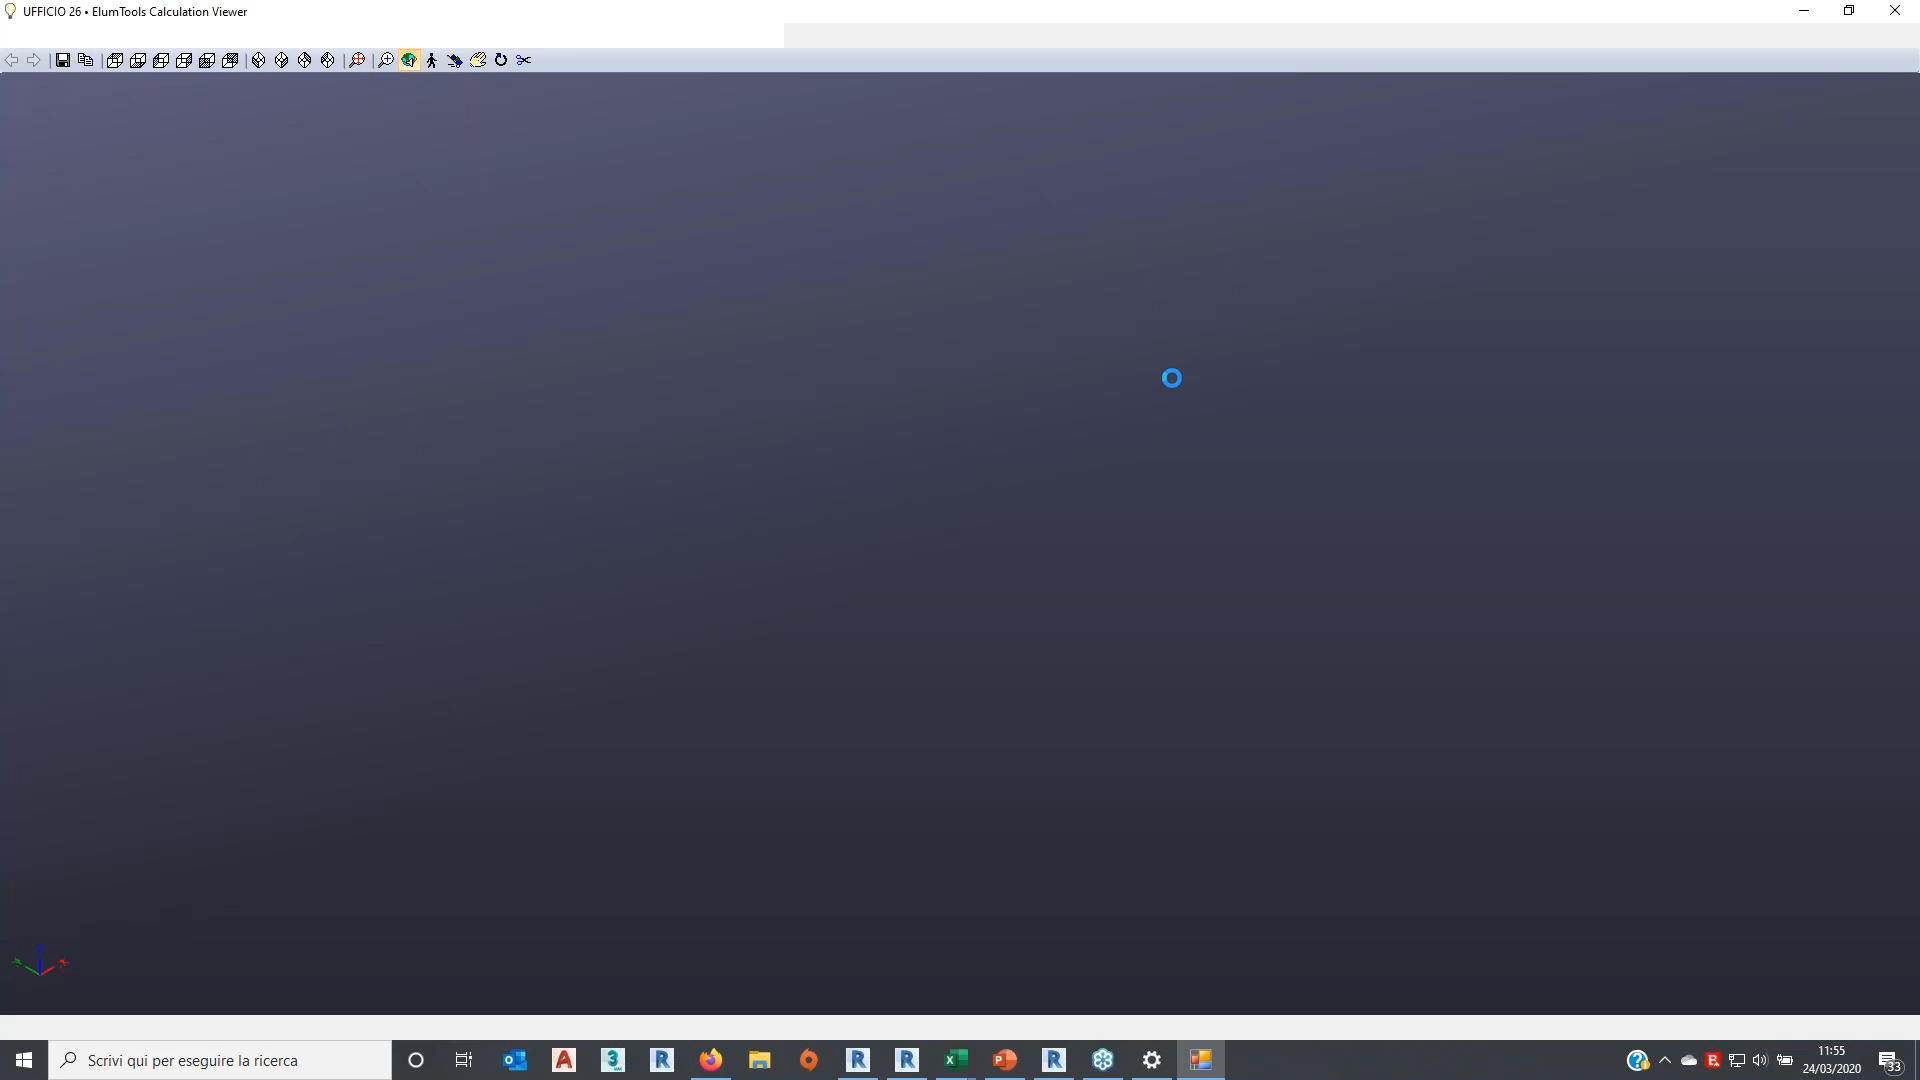 UFFICIO 26 • ElumTools Calculation Viewer
Scrivi qui per eseguire la ricerca
11:55
24/03/2020
33